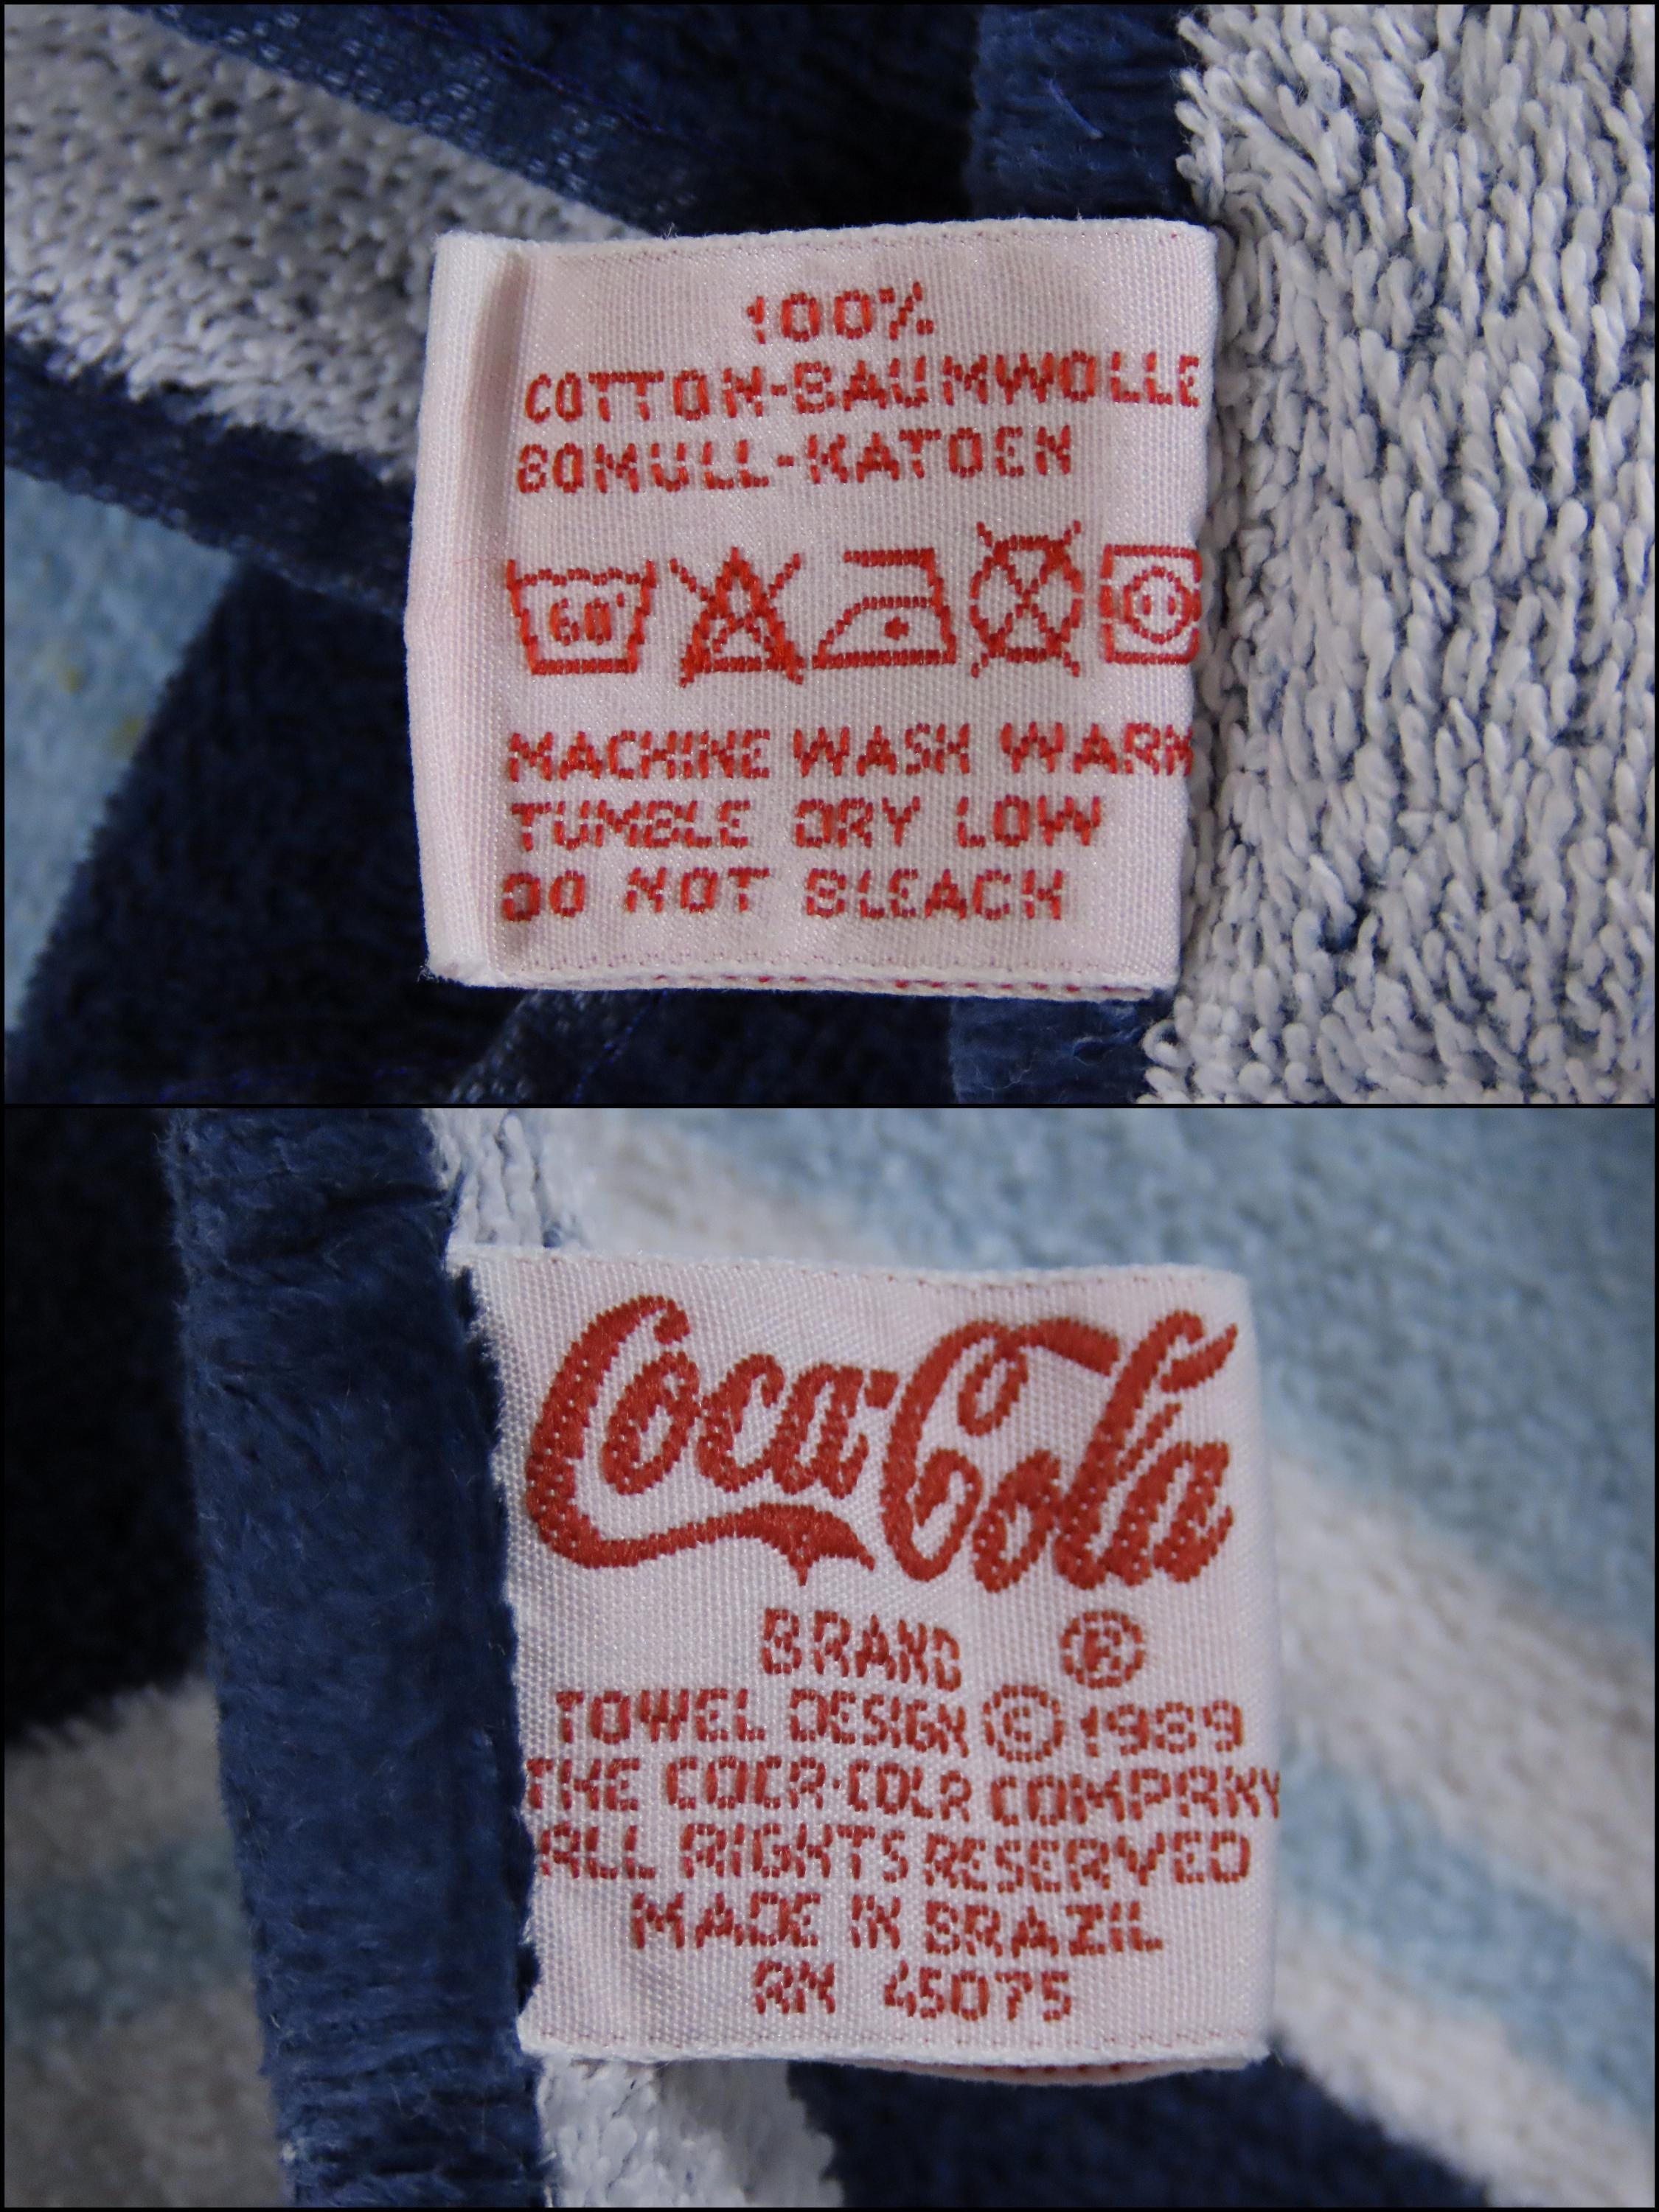 100%
COTTON-BAUMWOLLE
BOMULL-KATOEN
60°
MACHINE WASH WARM
TUMBLE DRY LOW
DO NOT BLEACH
Coca-Cola
BRAND ®
TOWEL DESIGN © 1989
THE COCA-COLA COMPANY
ALL RIGHTS RESERVED
MADE IN BRAZIL
RN 45075